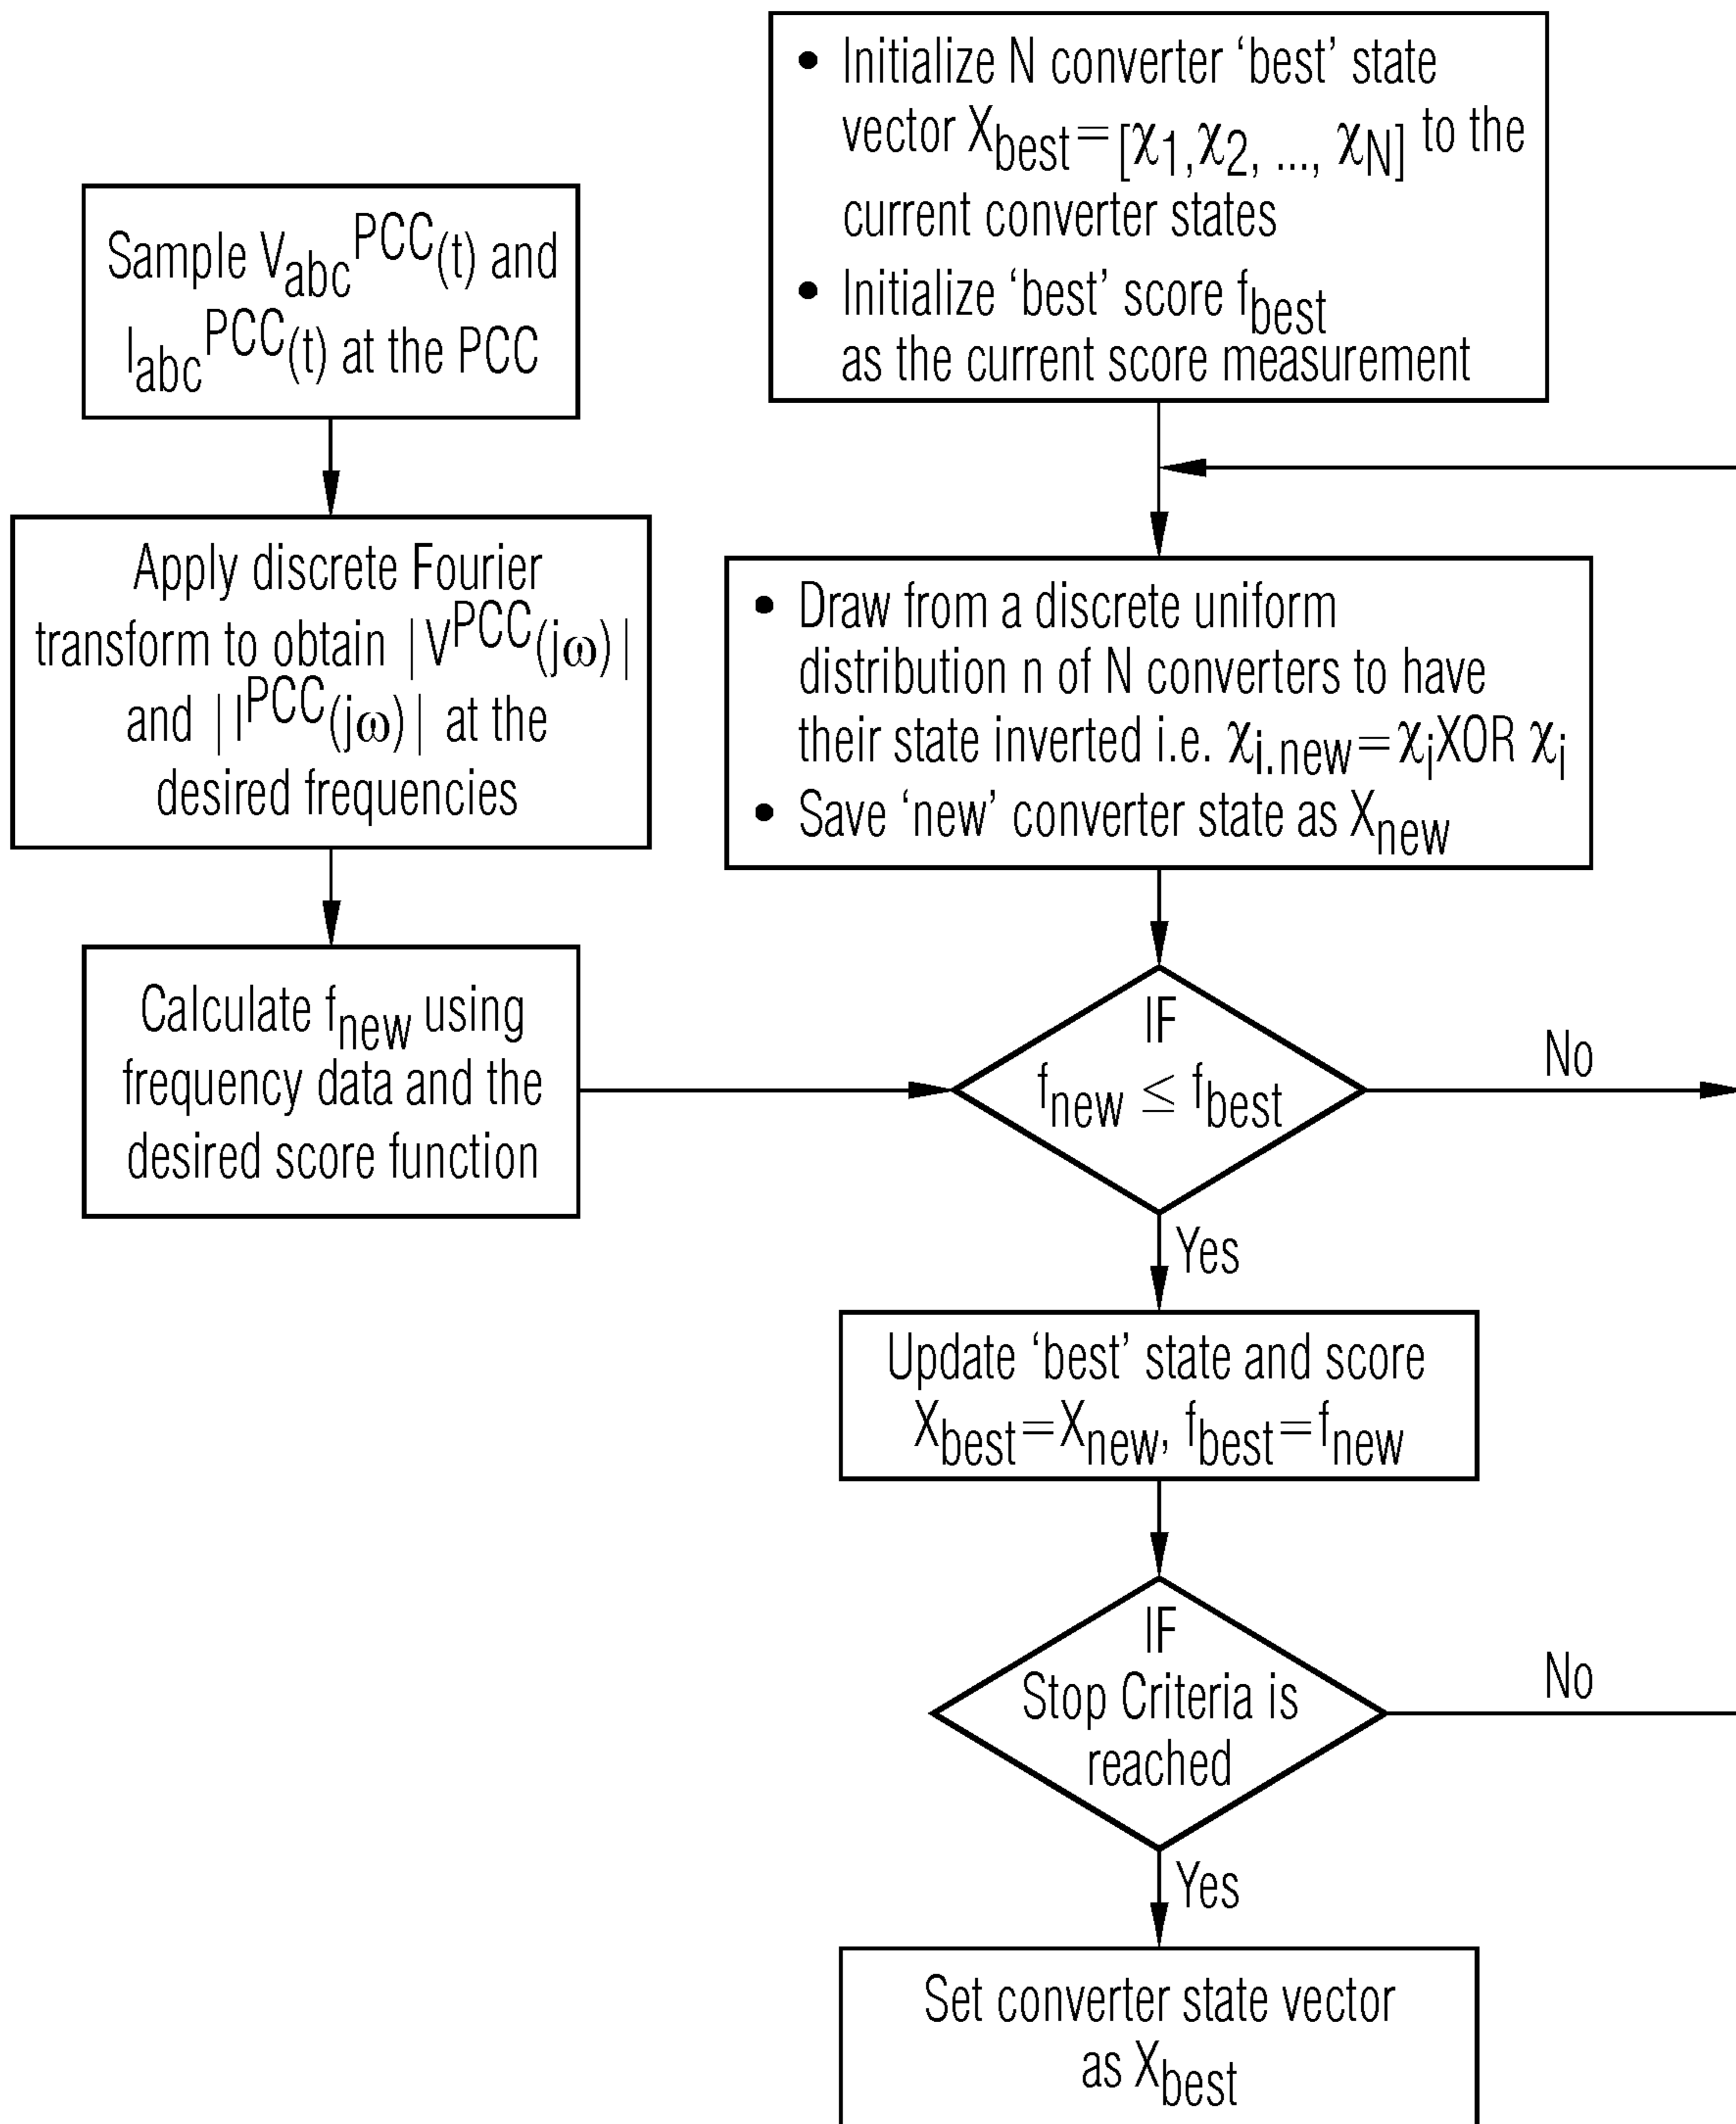 Sample V_abc^PCC(t) and
I_abc^PCC(t) at the PCC
Apply discrete Fourier
transform to obtain |V^PCC(jω)|
and |I^PCC(jω)| at the
desired frequencies
Calculate f_new using
frequency data and the
desired score function
• Initialize N converter ‘best’ state
vector X_best=[χ1,χ2, ..., χN] to the
current converter states
• Initialize ‘best’ score f_best
as the current score measurement
• Draw from a discrete uniform
distribution n of N converters to have
their state inverted i.e. χ_i.new=χ_iXOR χ_i
• Save ‘new’ converter state as X_new
IF
f_new ≤ f_best
No
Yes
Update ‘best’ state and score
X_best=X_new, f_best=f_new
IF
Stop Criteria is
reached
No
Yes
Set converter state vector
as X_best